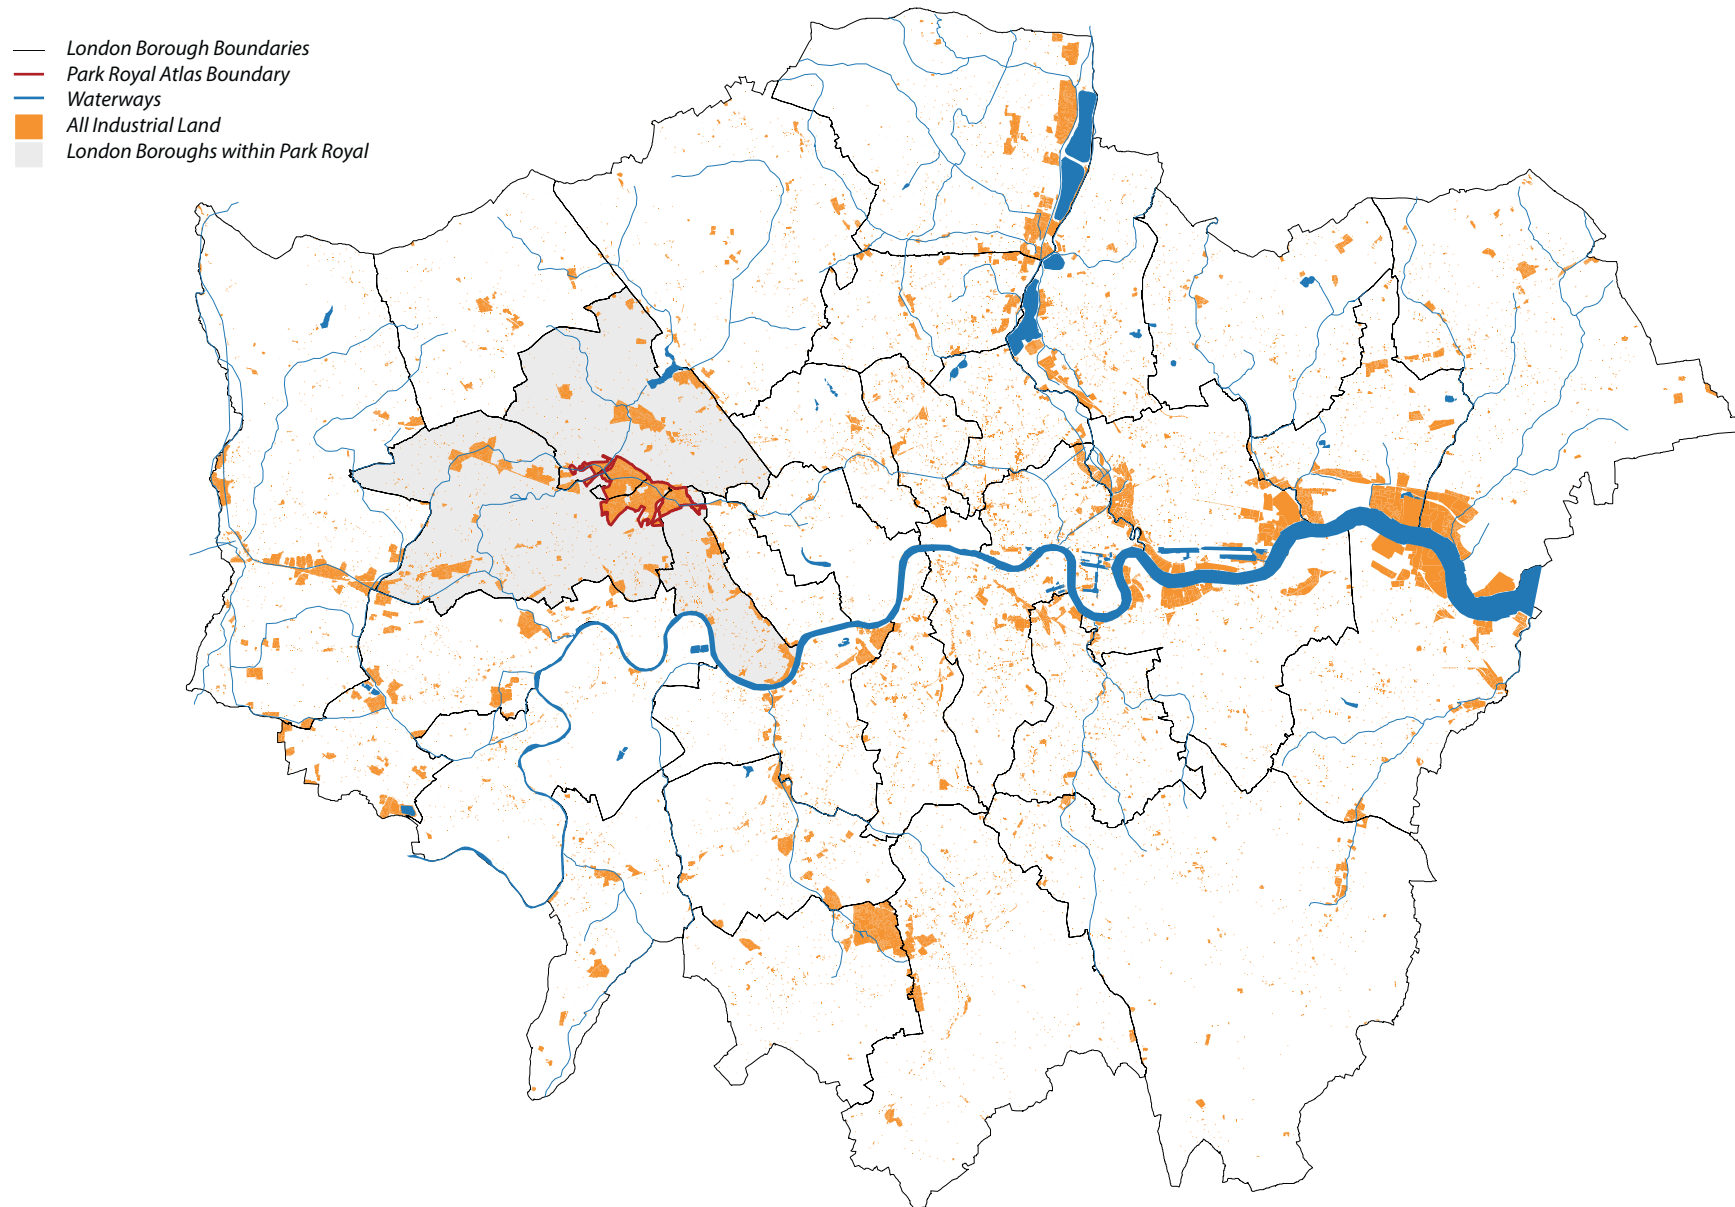 London Borough Boundaries
Park Royal Atlas Boundary
Waterways
All Industrial Land
London Boroughs within Park Royal